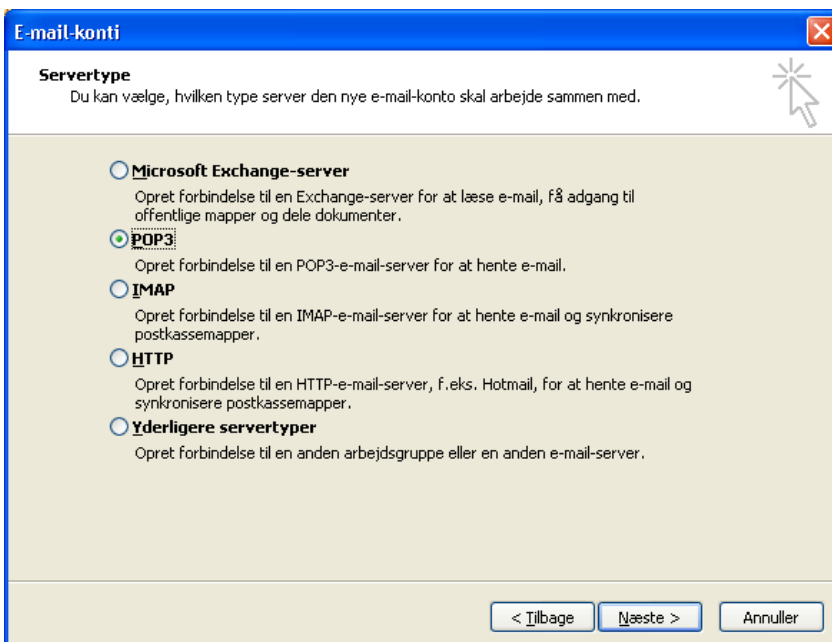 E-mail-konti
Servertype
Du kan vælge, hvilken type server den nye e-mail-konto skal arbejde sammen med.
Microsoft Exchange-server
Opret forbindelse til en Exchange-server for at læse e-mail, få adgang til
offentlige mapper og dele dokumenter.
POP3
Opret forbindelse til en POP3-e-mail-server for at hente e-mail.
IMAP
Opret forbindelse til en IMAP-e-mail-server for at hente e-mail og synkronisere
postkassemapper.
HTTP
Opret forbindelse til en HTTP-e-mail-server, f.eks. Hotmail, for at hente e-mail og
synkronisere postkassemapper.
Yderligere servertyper
Opret forbindelse til en anden arbejdsgruppe eller en anden e-mail-server.
< Tilbage Næste > Annuller